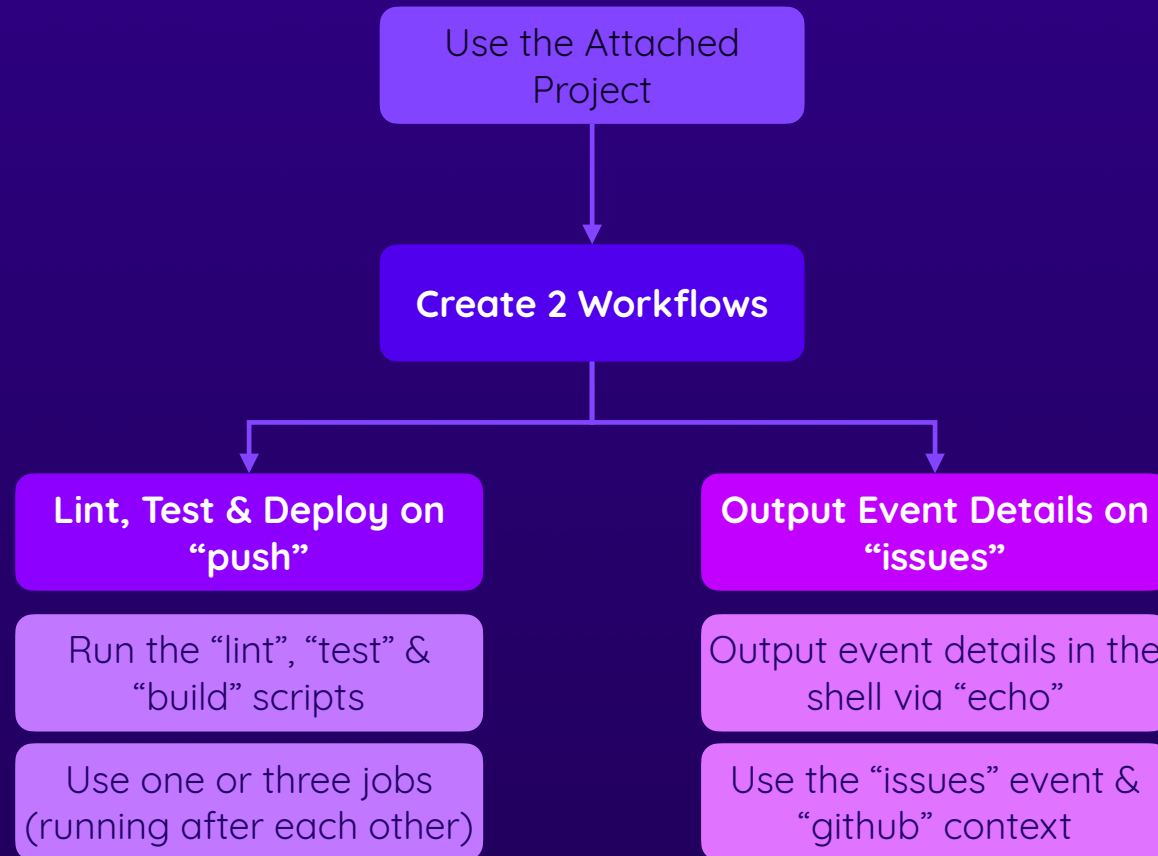 Use the Attached
Project
Create 2 Workflows
Lint, Test & Deploy on
“push”
Run the “lint”, “test” &
“build” scripts
Use one or three jobs
(running after each other)
Output Event Details on
“issues”
Output event details in the
shell via “echo”
Use the “issues” event &
“github” context